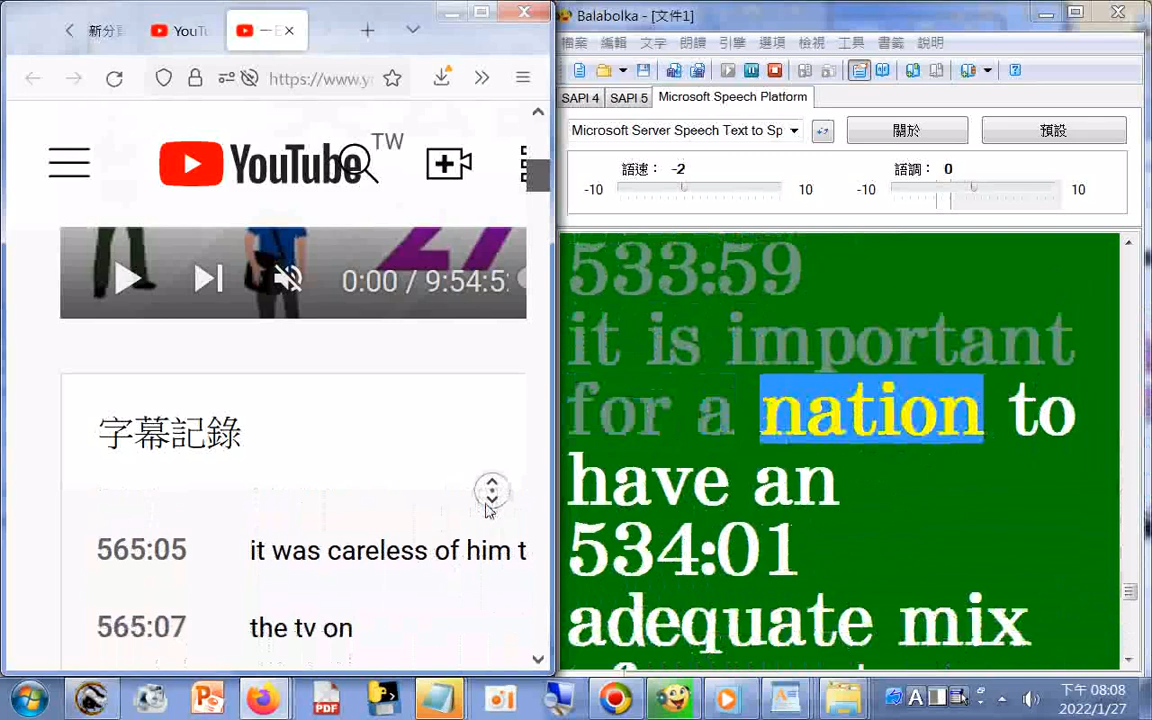 新分
YouTu
一 E
https://www.y
YouTube
TW
0:00 / 9:54:5
字幕記錄
565:05
it was careless of him t
565:07
the tv on
Balabolka - [文件1]
檔案 編輯 文字 朗讀 引擎 選項 檢視 工具 書籤 說明
SAPI 4 SAPI 5 Microsoft Speech Platform
Microsoft Server Speech Text to Sp
關於
預設
語速: -2
語調: 0
-10 10
-10 10
533:59
it is important
for a nation to
have an
534:01
adequate mix
PDF
A
下午 08:08
2022/1/27